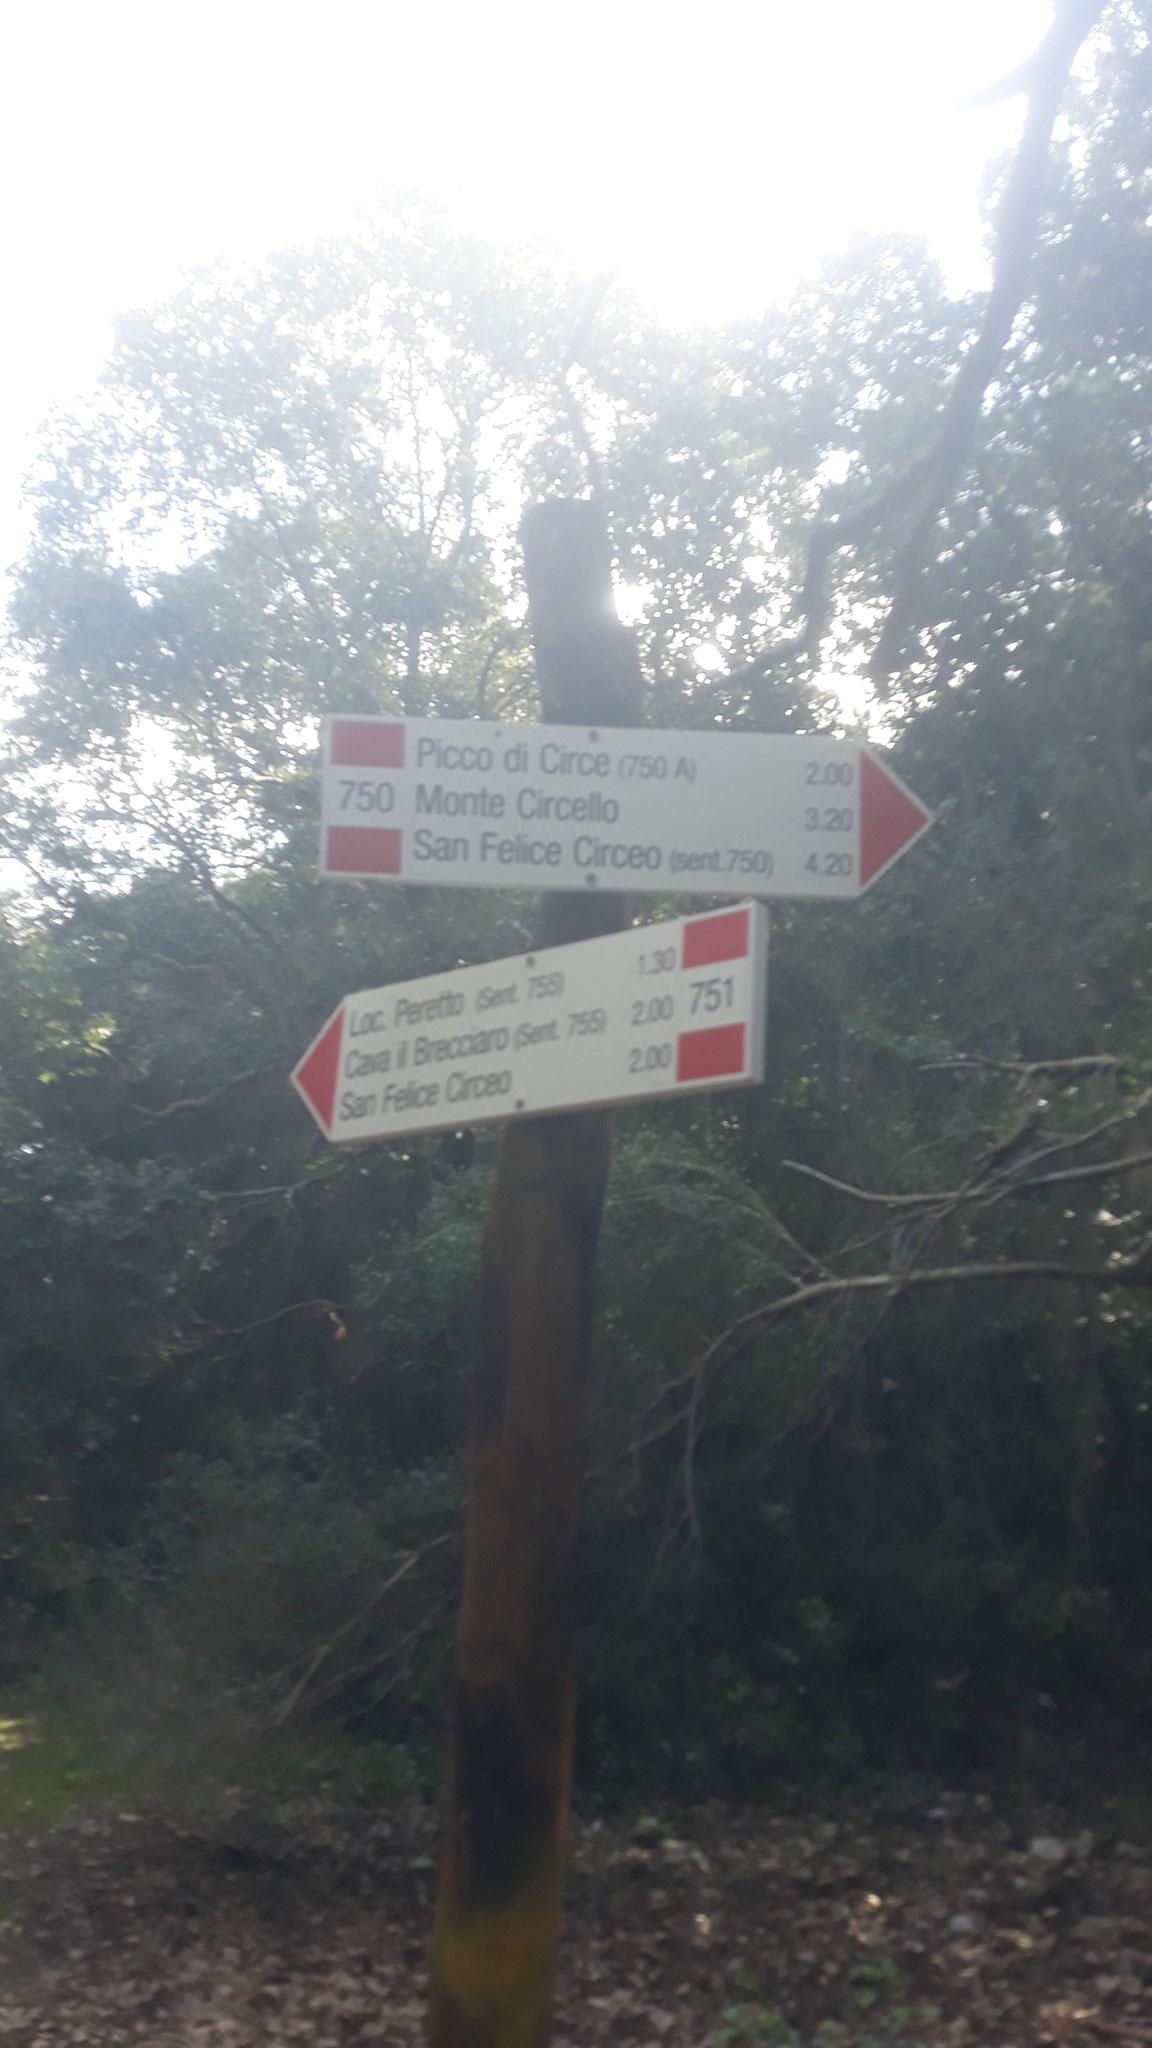 Picco di Circe (750 A) 2.00
750 Monte Circello 3.20
San Felice Circeo (sent.750) 4.20
Loc. Peretto (Sent. 755) 1.30
Cava il Brecciaro (Sent. 755) 2.00 751
San Felice Circeo 2.00